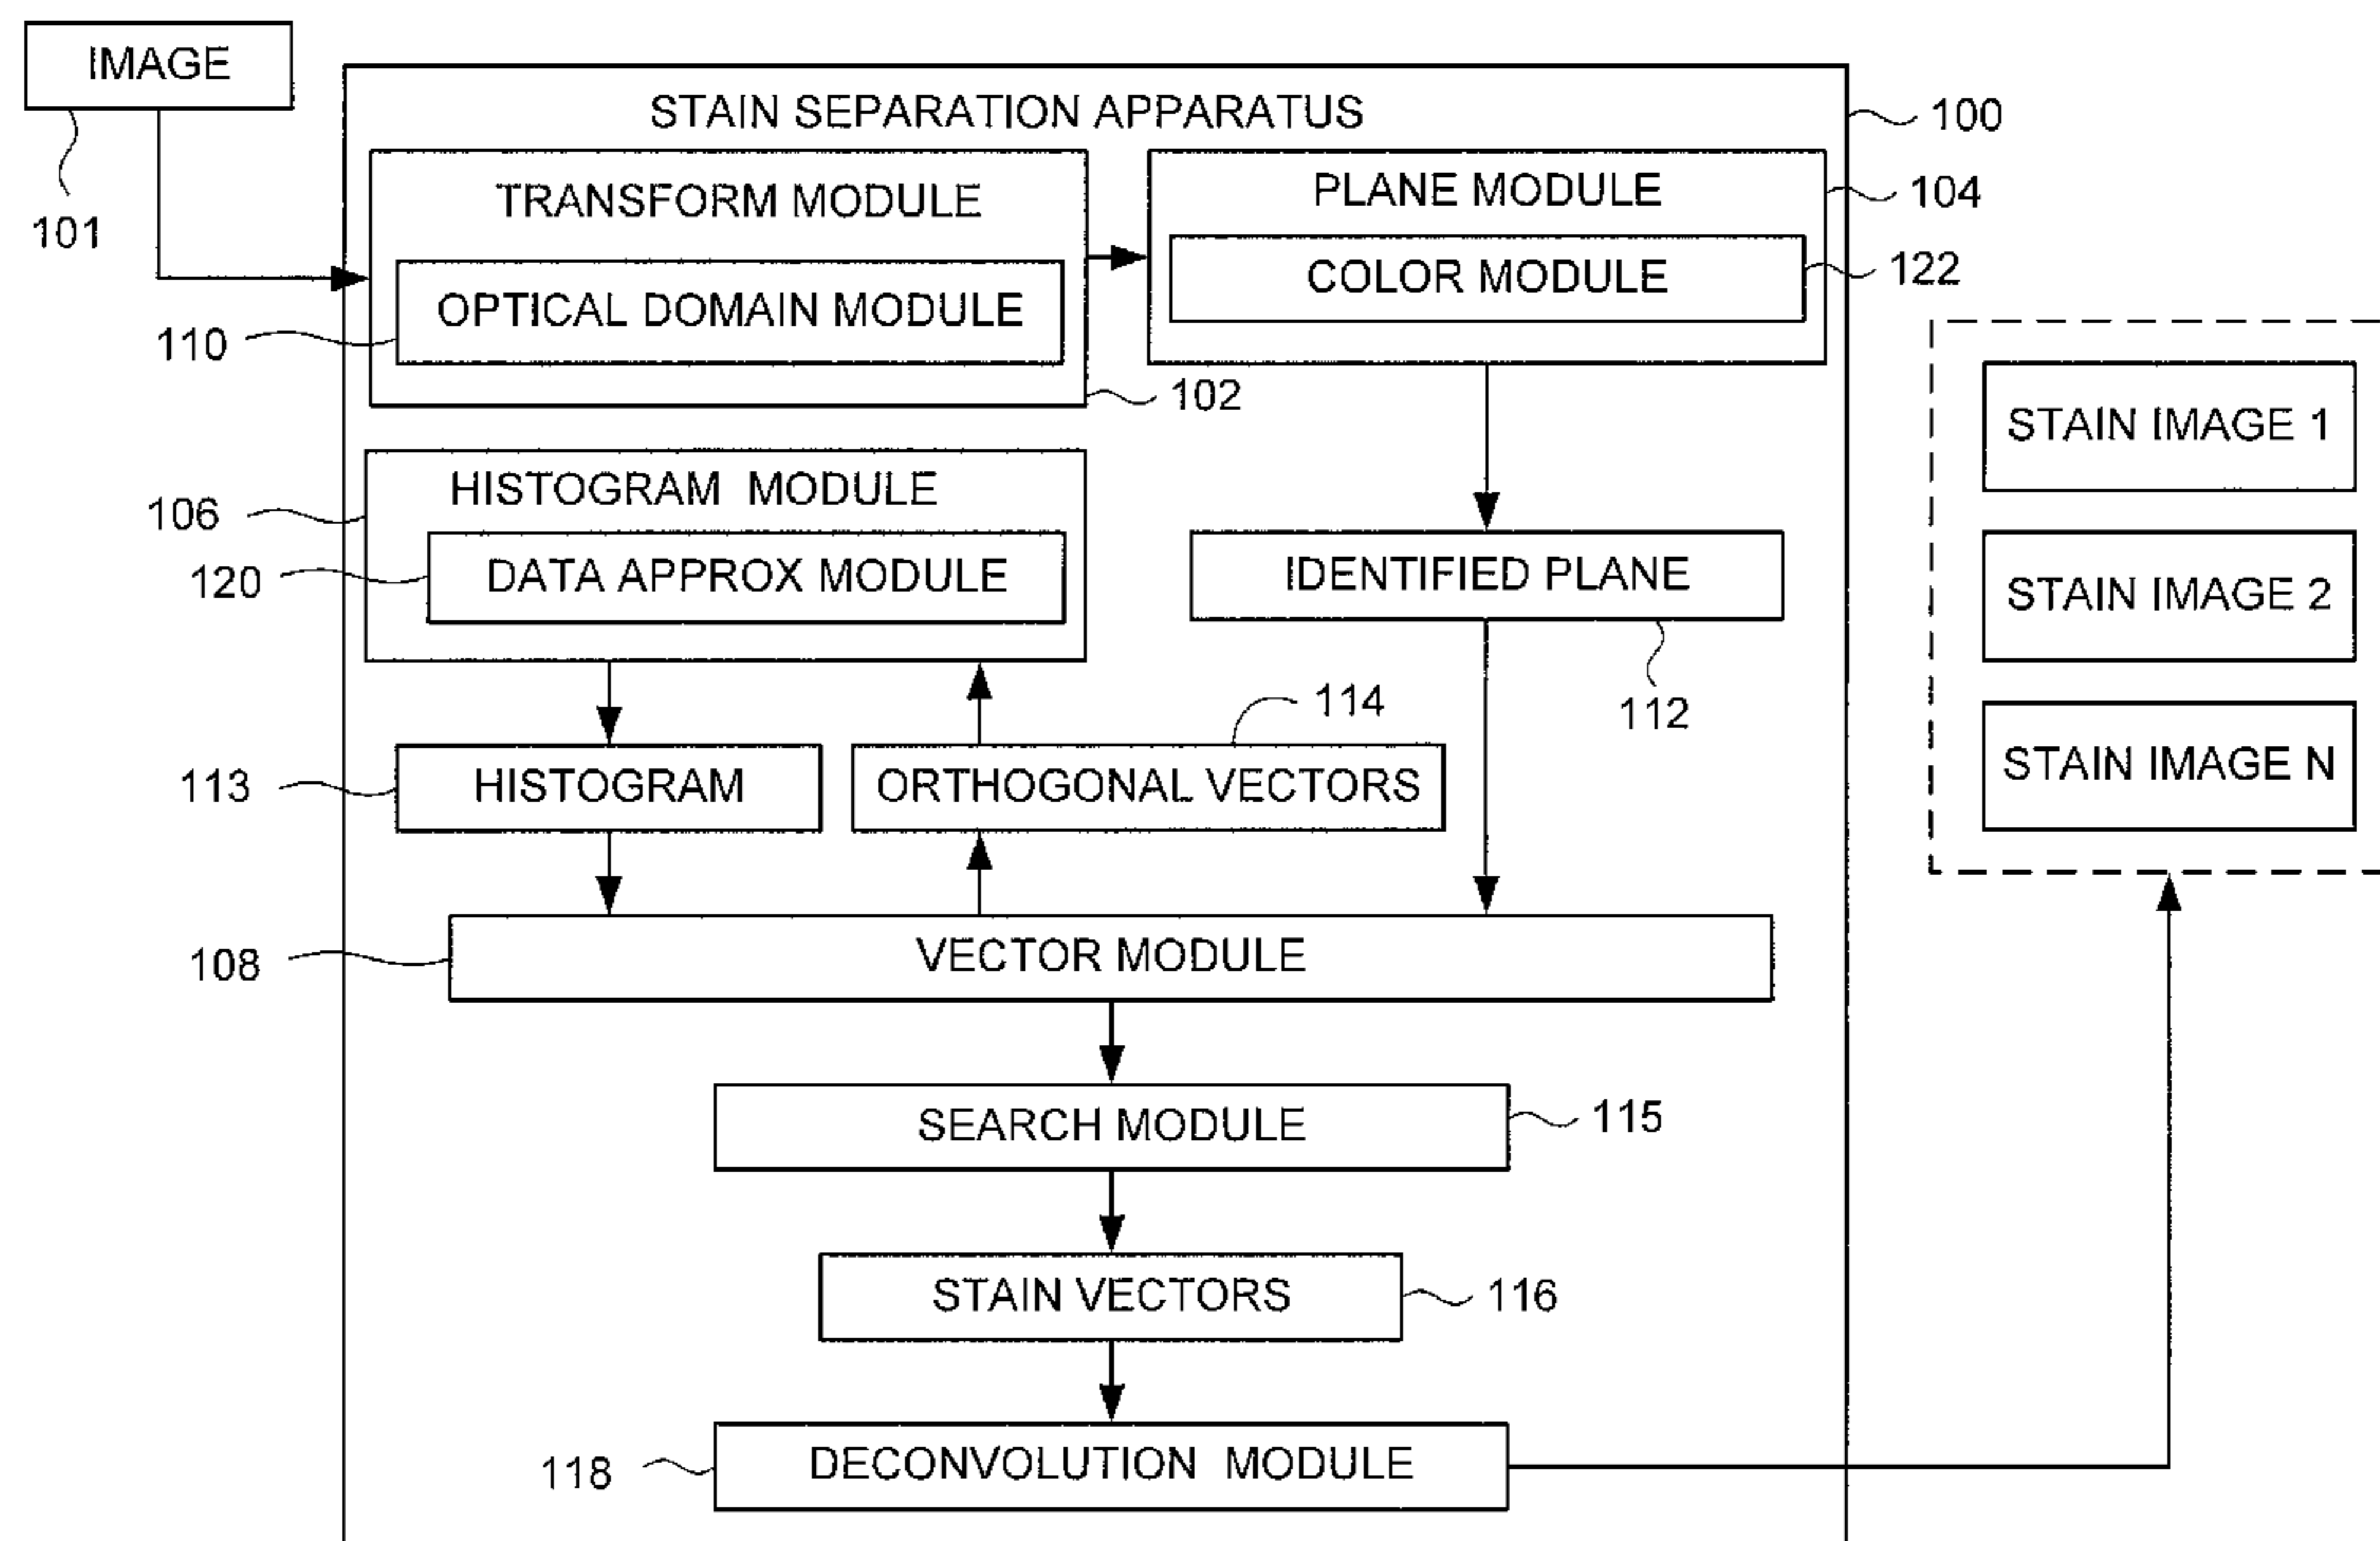 IMAGE
101
STAIN SEPARATION APPARATUS
100
TRANSFORM MODULE
OPTICAL DOMAIN MODULE
110
102
PLANE MODULE
104
COLOR MODULE
122
HISTOGRAM MODULE
106
DATA APPROX MODULE
120
IDENTIFIED PLANE
112
HISTOGRAM
113
ORTHOGONAL VECTORS
114
VECTOR MODULE
108
SEARCH MODULE
115
STAIN VECTORS
116
DECONVOLUTION MODULE
118
STAIN IMAGE 1
STAIN IMAGE 2
STAIN IMAGE N